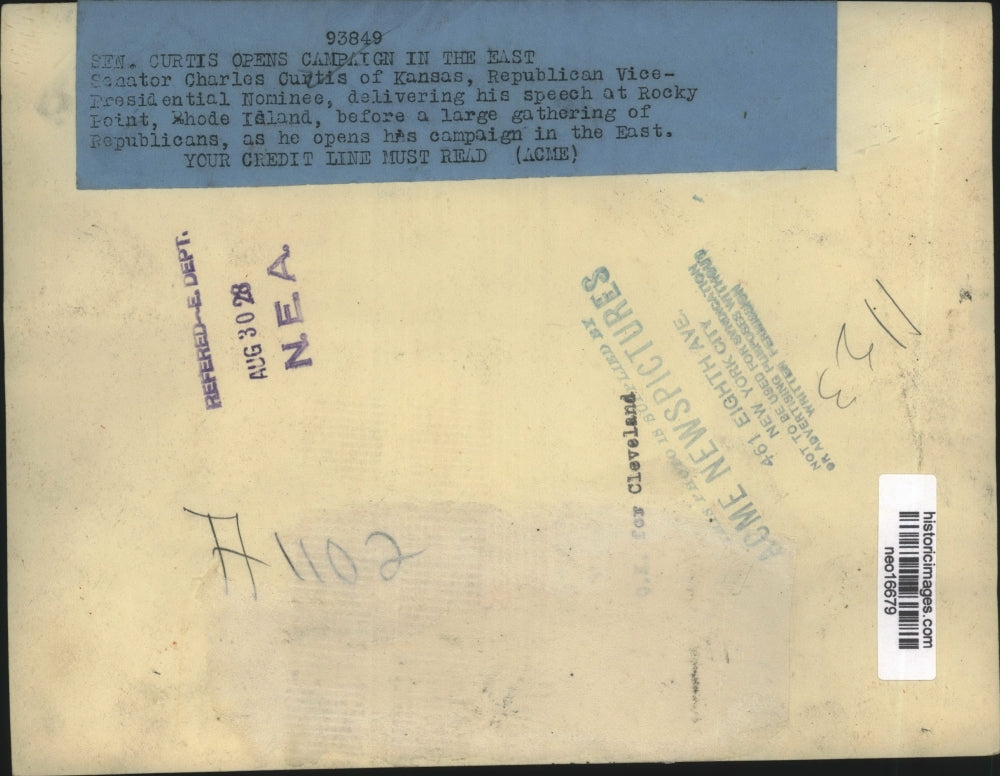 93849
SEN. CURTIS OPENS CAMPAIGN IN THE EAST
Senator Charles Curtis of Kansas, Republican Vice-
Presidential Nominee, delivering his speech at Rocky
Point, Rhode Island, before a large gathering of
Republicans, as he opens his campaign in the East.
YOUR CREDIT LINE MUST READ (ACME)
REFERED-E. DEPT.
AUG 30 28
N.E.A.
ACME NEWSPICTURES
461 EIGHTH AVE.
NEW YORK CITY
NOT TO BE USED FOR SYNDICATION
OR ADVERTISING PURPOSES WITHOUT
WRITTEN PERMISSION
Cleveland
1102
historicimages.com
neo16679